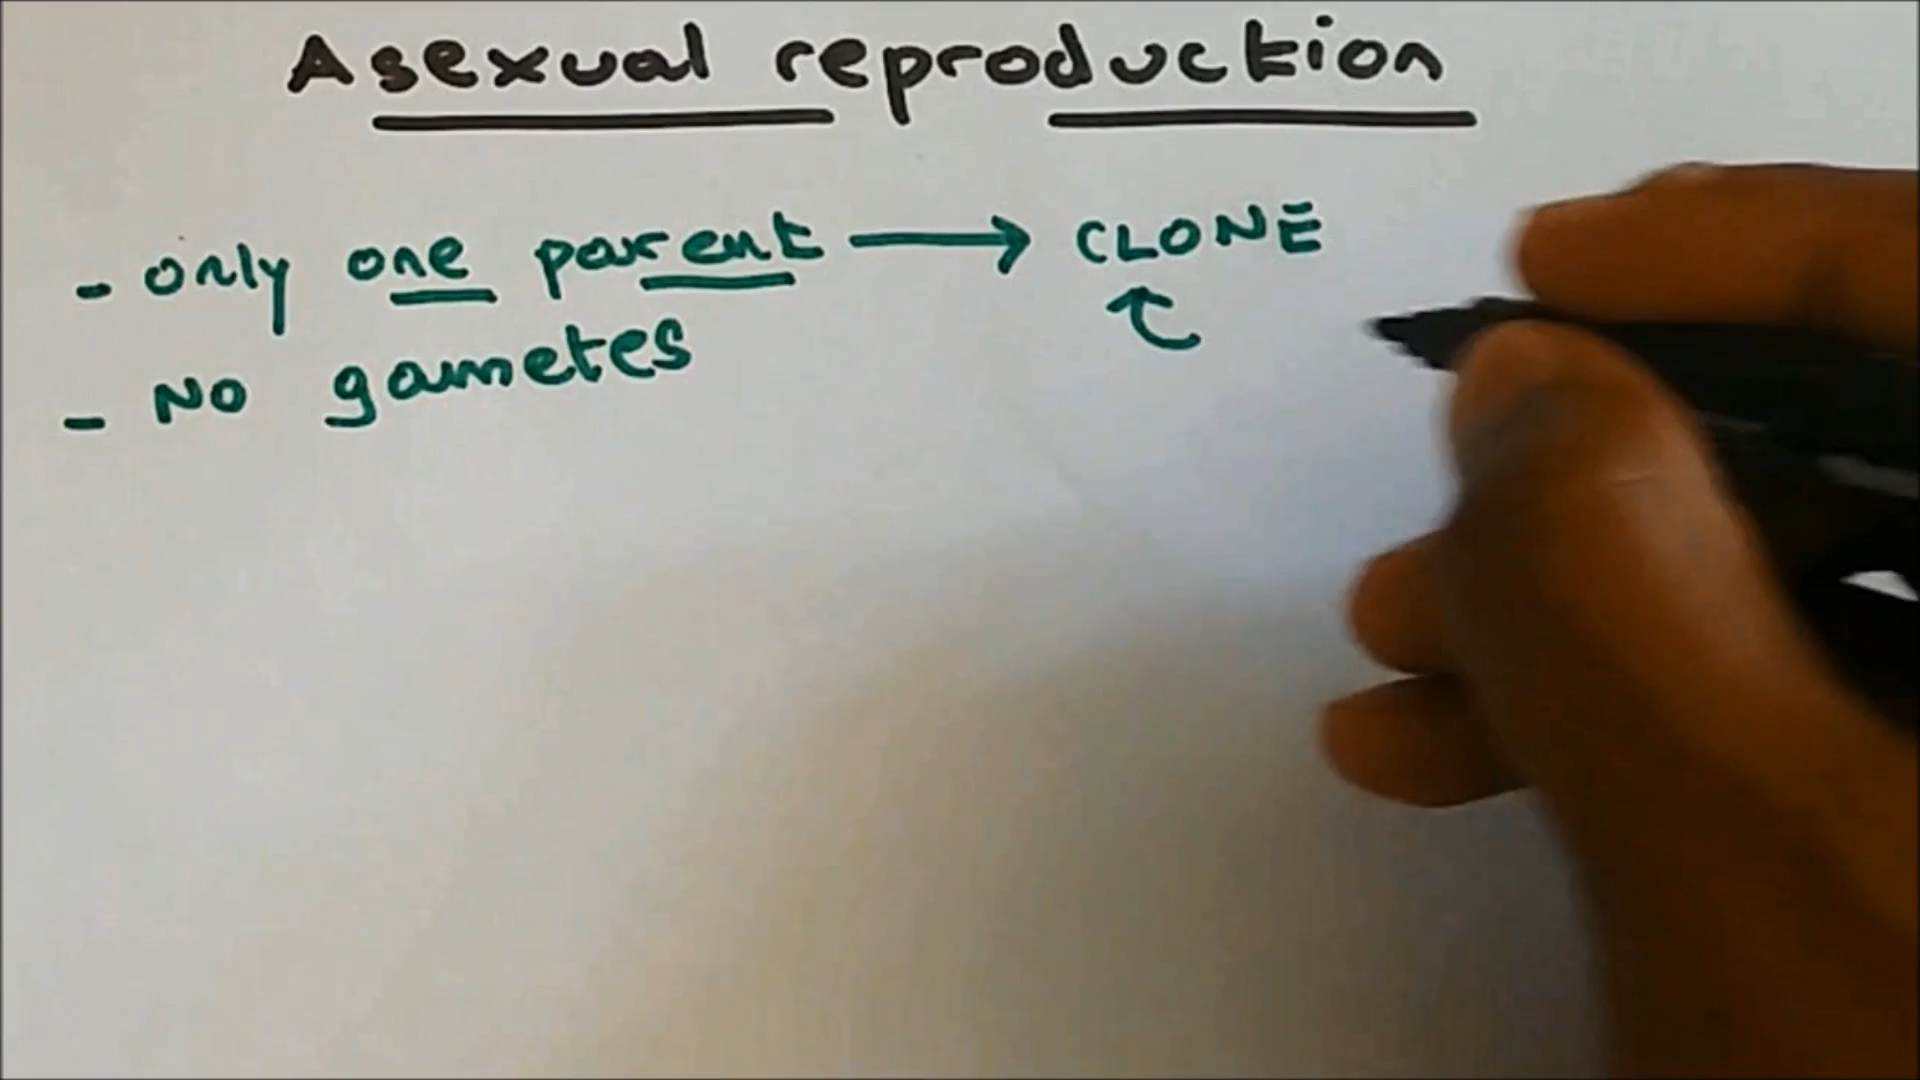 Asexual reproduction
- only one parent → CLONE
- No gametes